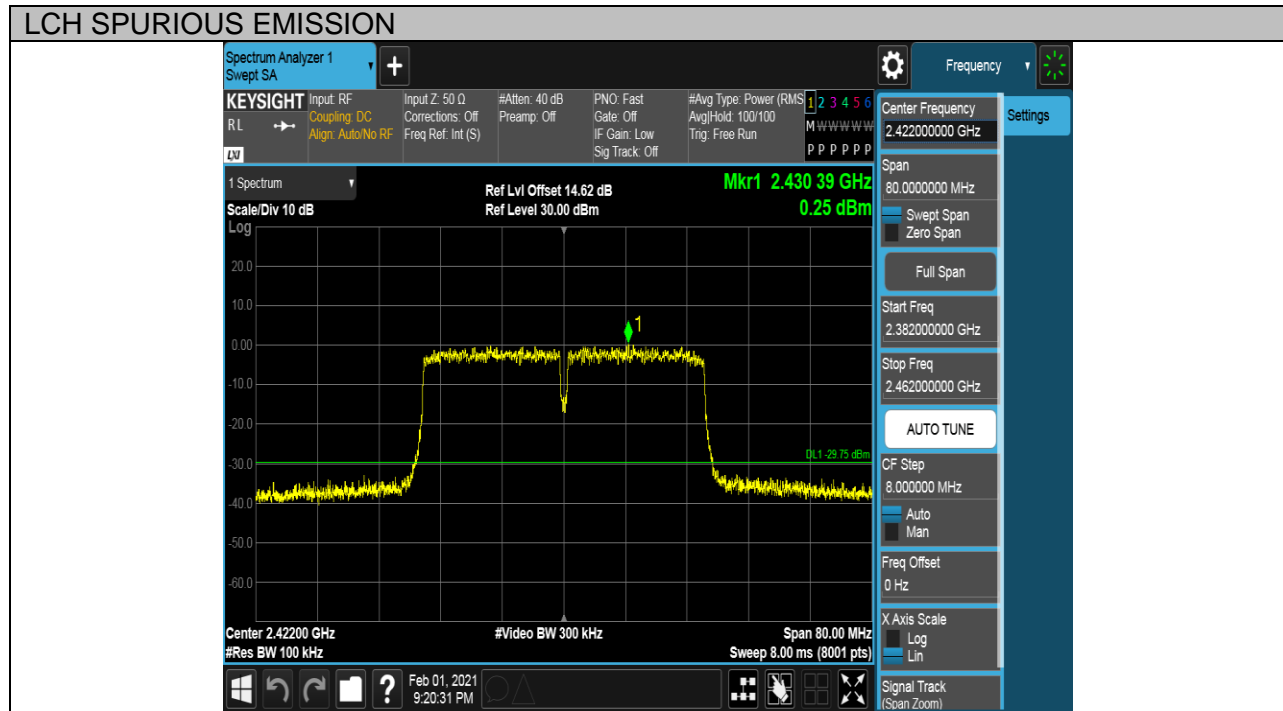 LCH SPURIOUS EMISSION
Spectrum Analyzer 1
Swept SA
+
Frequency
KEYSIGHT
RL
LXI
Input: RF
Coupling: DC
Align: Auto/No RF
Input Z: 50 Ω
Corrections: Off
Freq Ref: Int (S)
#Atten: 40 dB
Preamp: Off
PNO: Fast
Gate: Off
IF Gain: Low
Sig Track: Off
#Avg Type: Power (RMS
Avg|Hold: 100/100
Trig: Free Run
1 2 3 4 5 6
M W W W W W
P P P P P P
Settings
1 Spectrum
Scale/Div 10 dB
Log
Ref Lvl Offset 14.62 dB
Ref Level 30.00 dBm
Mkr1 2.430 39 GHz
0.25 dBm
20.0
10.0
0.00
-10.0
-20.0
-30.0
-40.0
-50.0
-60.0
1
DL1 -29.75 dBm
Center 2.42200 GHz
#Res BW 100 kHz
#Video BW 300 kHz
Span 80.00 MHz
Sweep 8.00 ms (8001 pts)
Center Frequency
2.422000000 GHz
Span
80.0000000 MHz
Swept Span
Zero Span
Full Span
Start Freq
2.382000000 GHz
Stop Freq
2.462000000 GHz
AUTO TUNE
CF Step
8.000000 MHz
Auto
Man
Freq Offset
0 Hz
X Axis Scale
Log
Lin
Signal Track
(Span Zoom)
?
Feb 01, 2021
9:20:31 PM